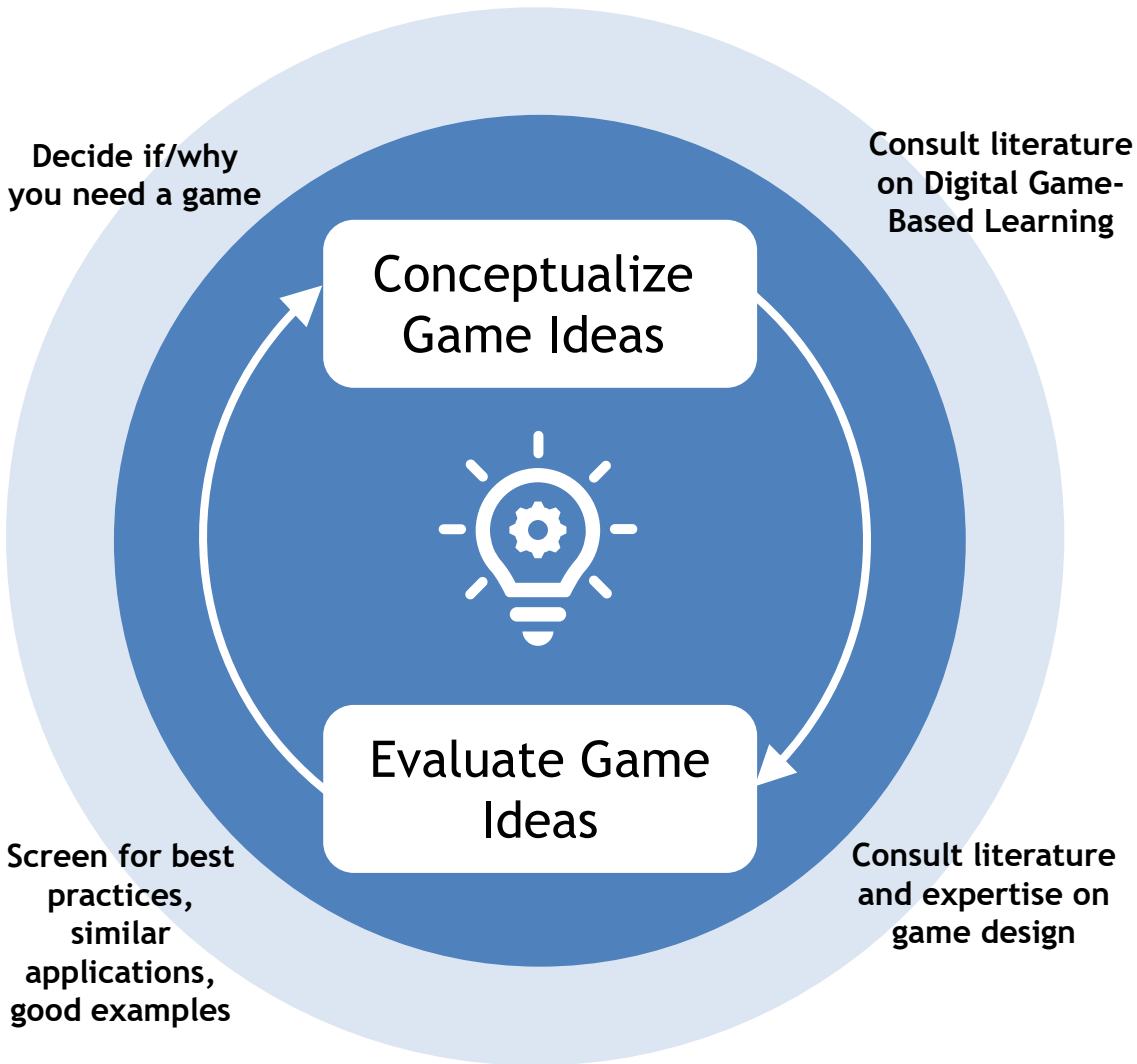 Decide if/why
you need a game
Consult literature
on Digital Game-
Based Learning
Conceptualize
Game Ideas
Evaluate Game
Ideas
Screen for best
practices,
similar
applications,
good examples
Consult literature
and expertise on
game design